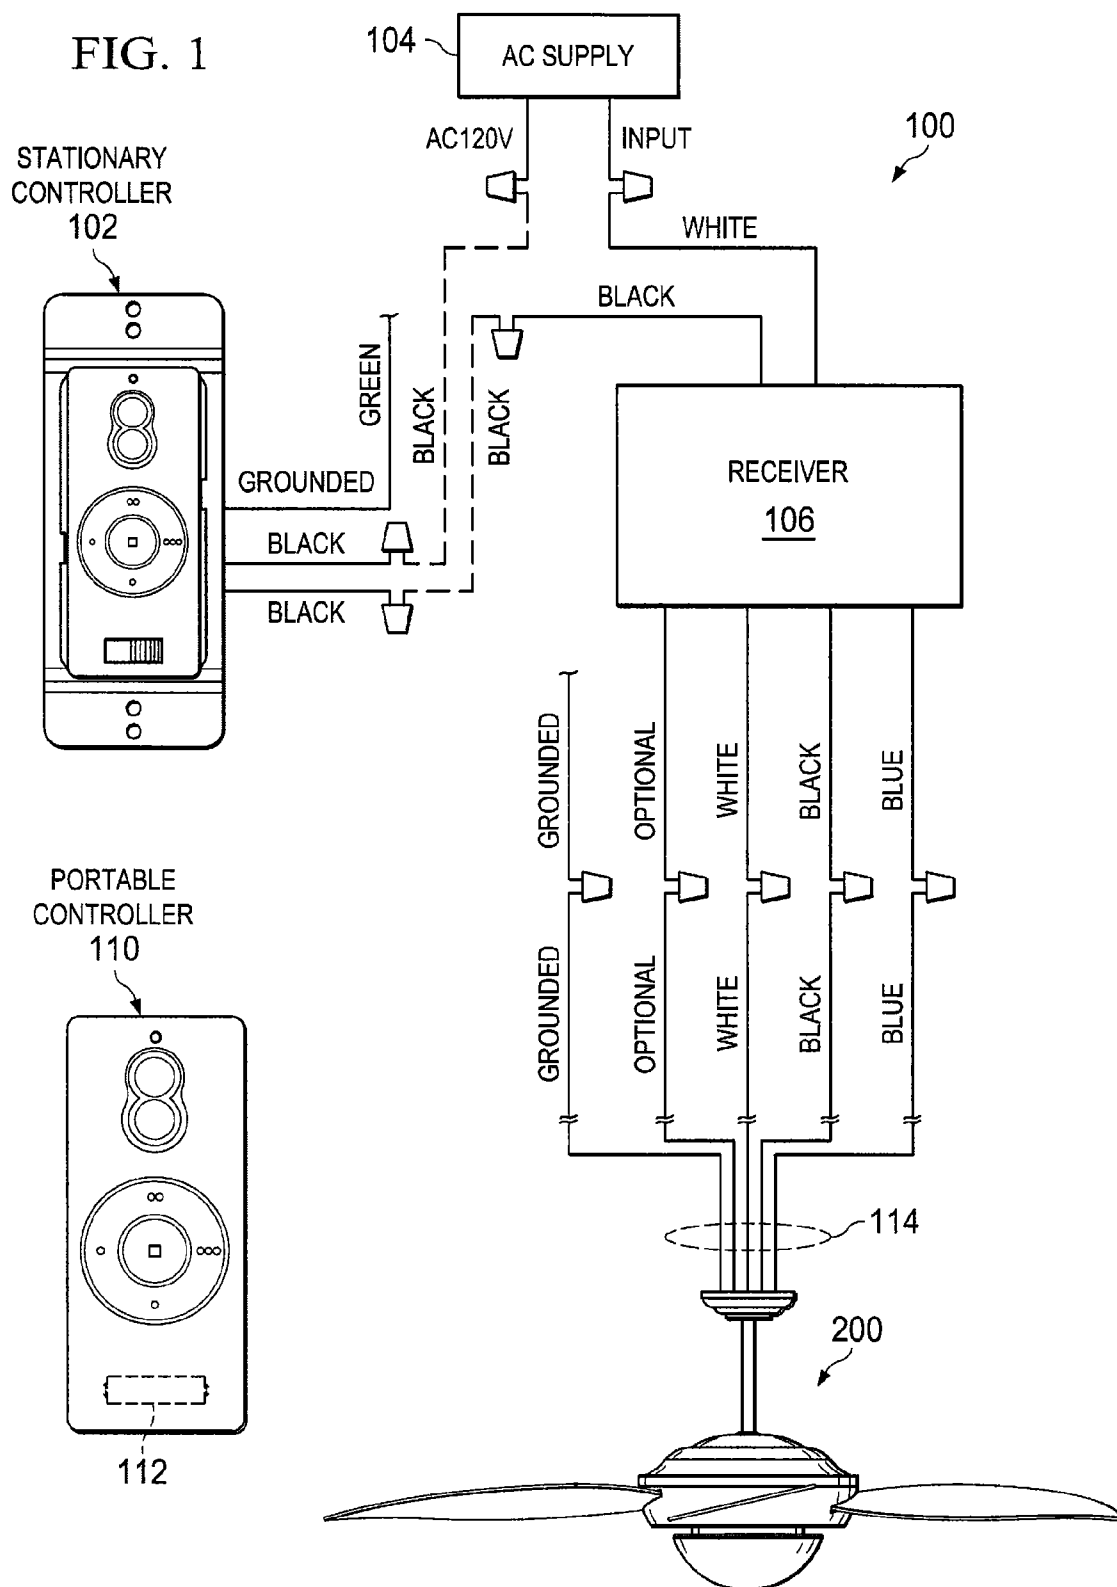 FIG. 1
104
AC SUPPLY
AC120V
INPUT
100
STATIONARY
CONTROLLER
102
WHITE
BLACK
GREEN
BLACK
BLACK
GROUNDED
BLACK
BLACK
RECEIVER
106
GROUNDED
OPTIONAL
WHITE
BLACK
BLUE
PORTABLE
CONTROLLER
110
GROUNDED
OPTIONAL
WHITE
BLACK
BLUE
114
200
112